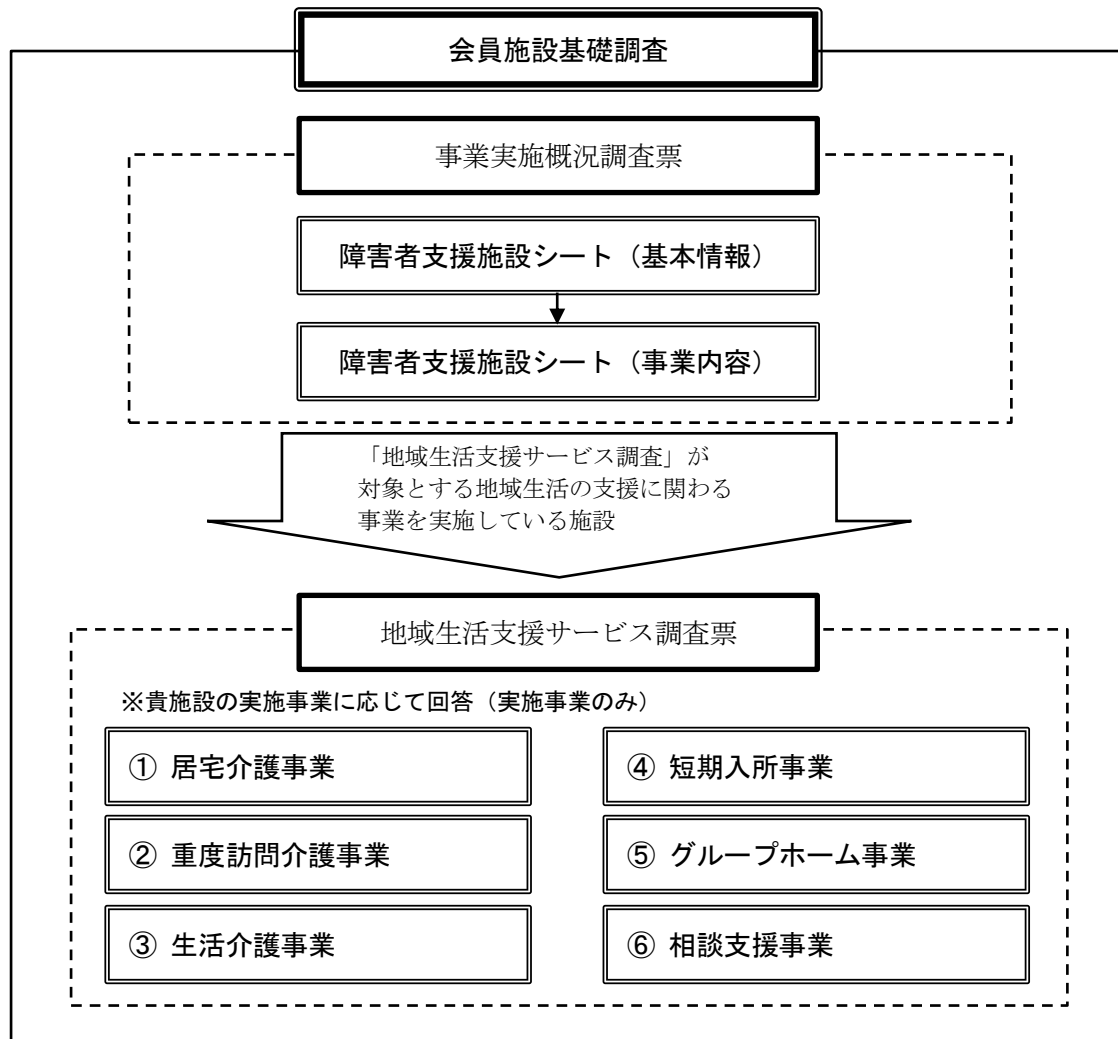 会員施設基礎調査
事業実施概況調査票
障害者支援施設シート（基本情報）
障害者支援施設シート（事業内容）
「地域生活支援サービス調査」が
対象とする地域生活の支援に関わる
事業を実施している施設
地域生活支援サービス調査票
※貴施設の実施事業に応じて回答（実施事業のみ）
① 居宅介護事業
② 重度訪問介護事業
③ 生活介護事業
④ 短期入所事業
⑤ グループホーム事業
⑥ 相談支援事業